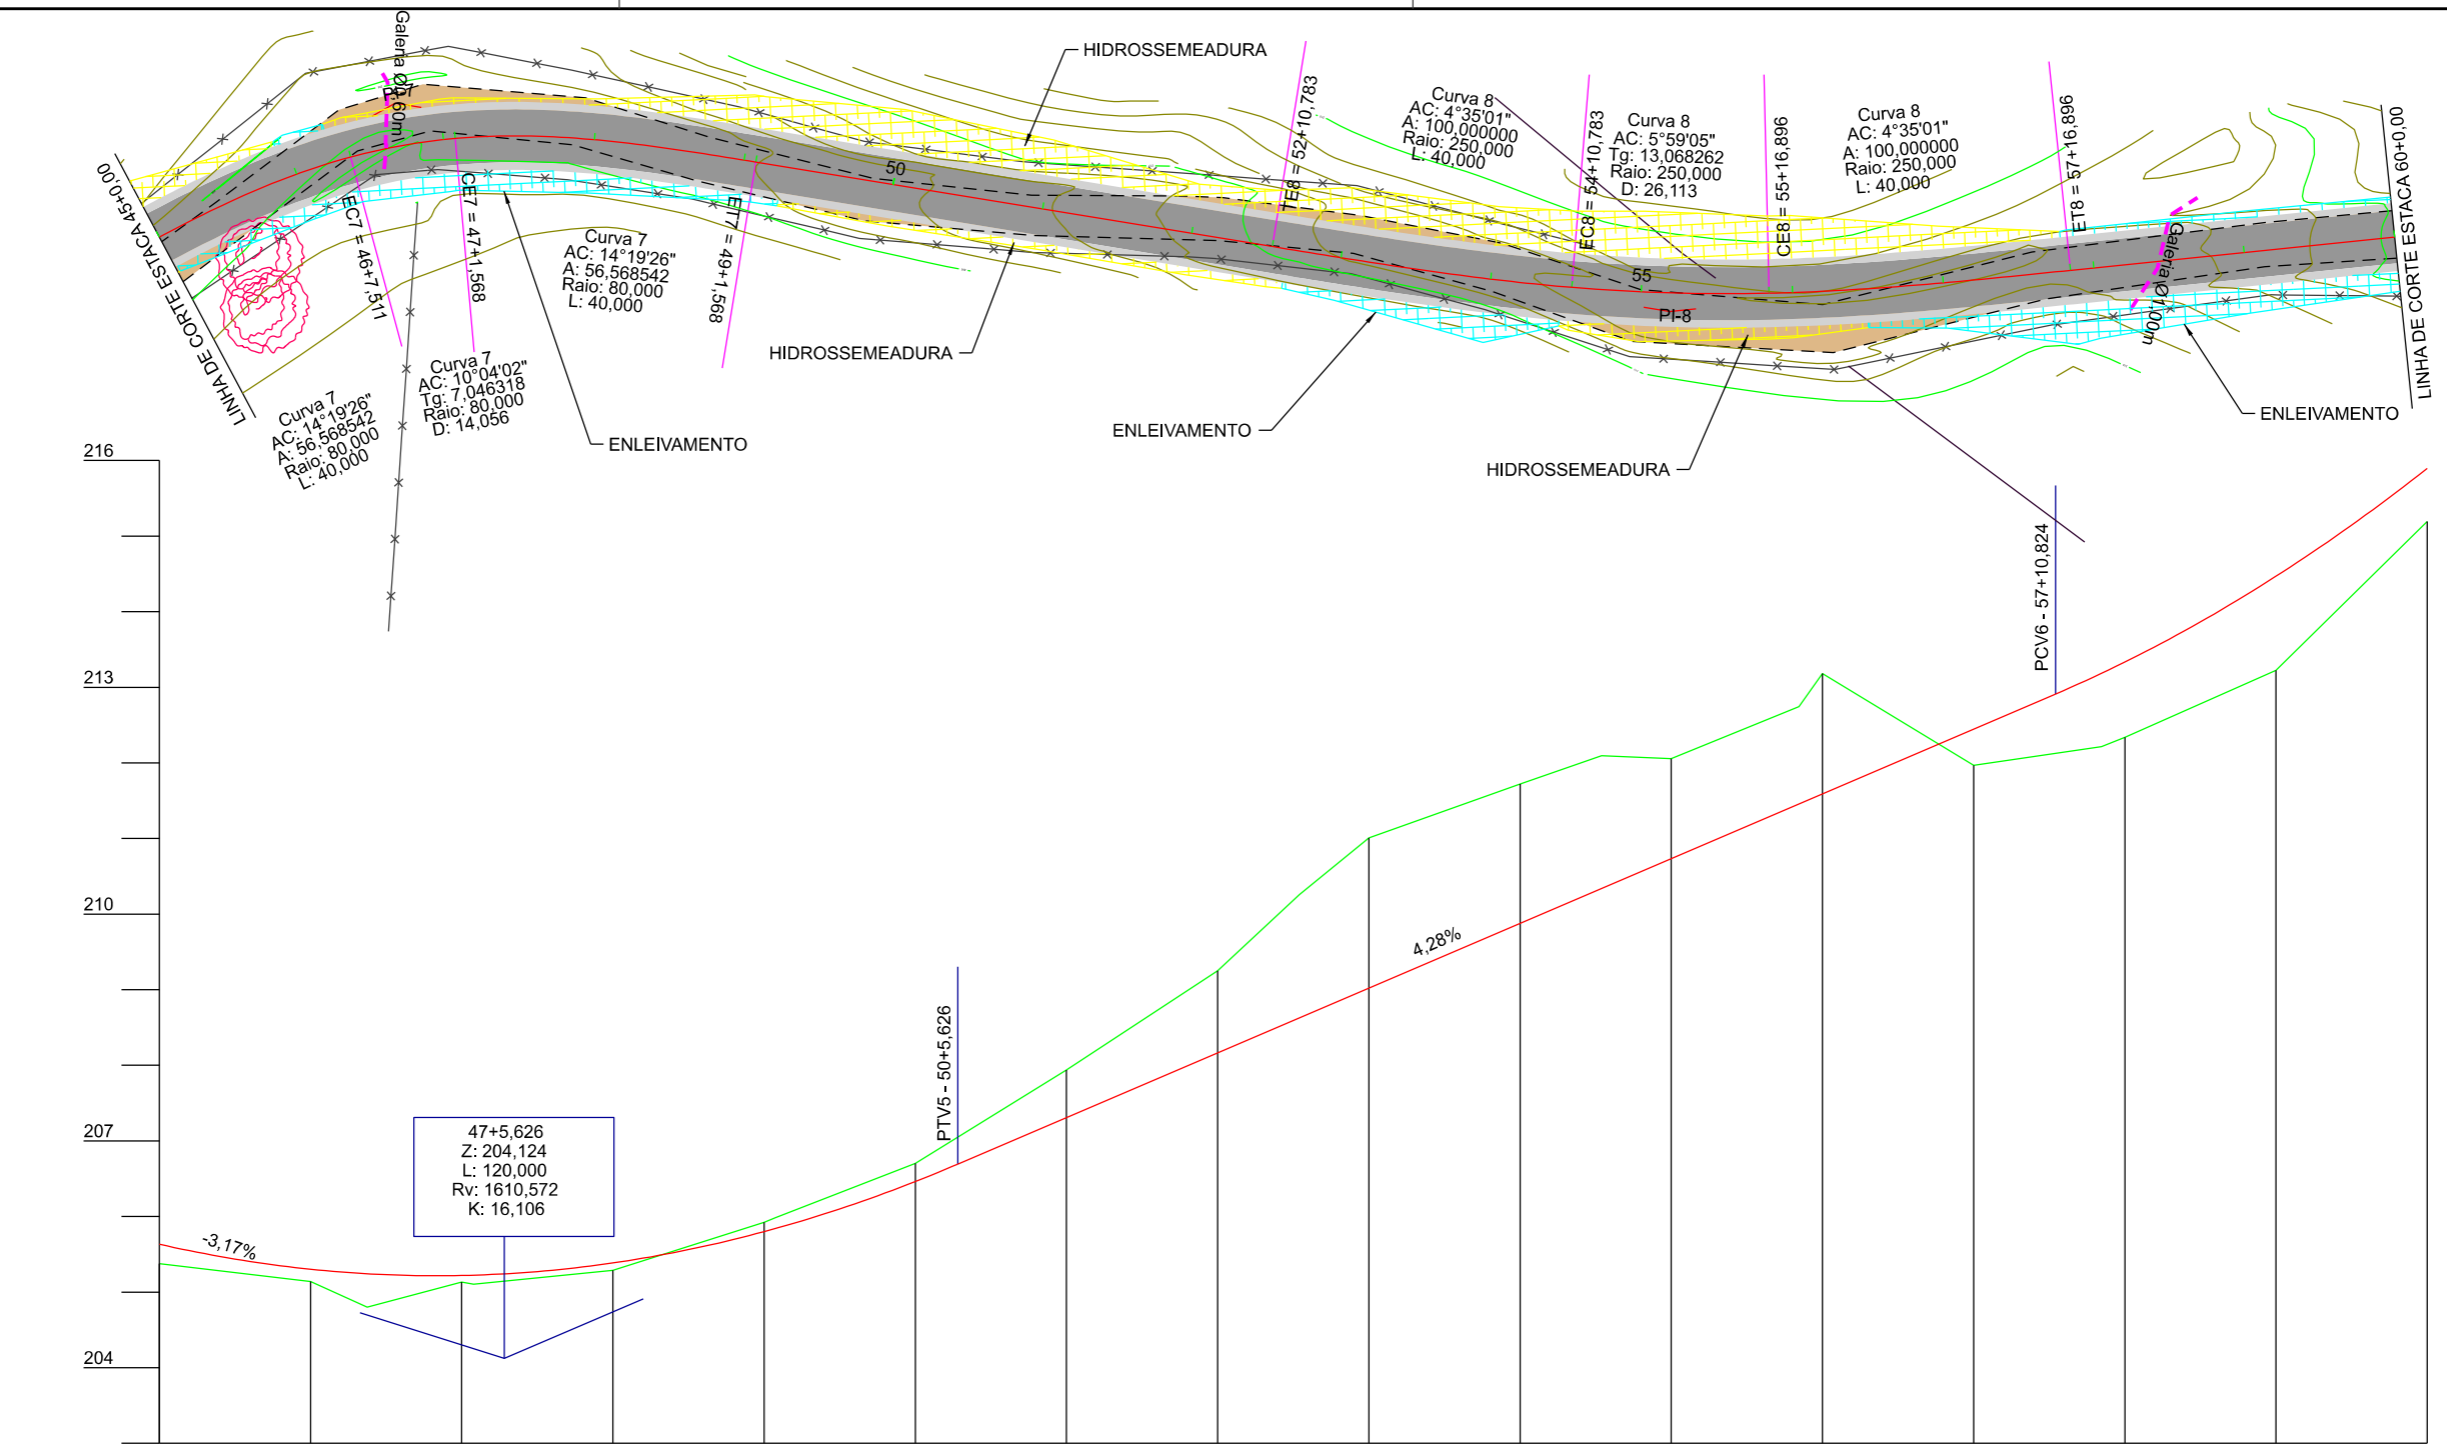 Galeria Ø0,60m
HIDROSSEMEADURA
LINHA DE CORTE ESTACA 45+0,00
EC7 = 46+7,511
CE7 = 47+1,568
Curva 7
AC: 14°19'26"
A: 56,568542
Raio: 80,000
L: 40,000
ET7 = 49+1,568
50
TE8 = 52+10,783
Curva 8
AC: 4°35'01"
A: 100,000000
Raio: 250,000
L: 40,000
EC8 = 54+10,783
Curva 8
AC: 5°59'05"
Tg: 13,068262
Raio: 250,000
D: 26,113
CE8 = 55+16,896
Curva 8
AC: 4°35'01"
A: 100,000000
Raio: 250,000
L: 40,000
ET8 = 57+16,896
Galeria Ø1,00m
LINHA DE CORTE ESTACA 60+0,00
55
PI-8
Curva 7
AC: 14°19'26"
A: 56,568542
Raio: 80,000
L: 40,000
Curva 7
AC: 10°04'02"
Tg: 7,046318
Raio: 80,000
D: 14,056
HIDROSSEMEADURA
ENLEIVAMENTO
ENLEIVAMENTO
HIDROSSEMEADURA
ENLEIVAMENTO
216
213
210
207
204
PCV6 - 57+10,824
4,28%
PTV5 - 50+5,626
47+5,626
Z: 204,124
L: 120,000
Rv: 1610,572
K: 16,106
-3,17%